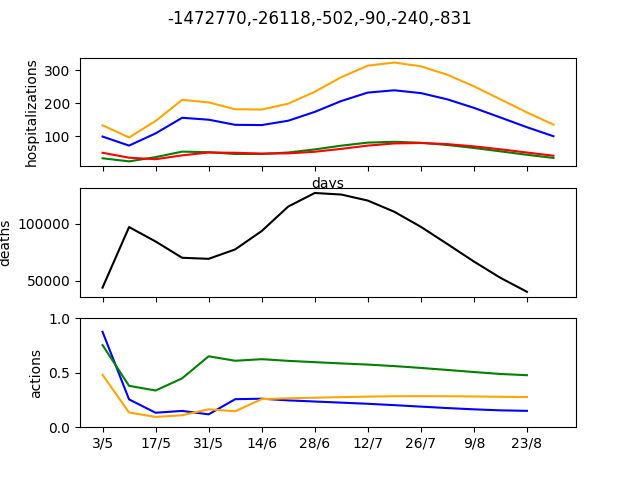 -1472770,-26118,-502,-90,-240,-831
hospitalizations
300
200
100
days
deaths
100000
50000
actions
1.0
0.5
0.0
3/5 17/5 31/5 14/6 28/6 12/7 26/7 9/8 23/8